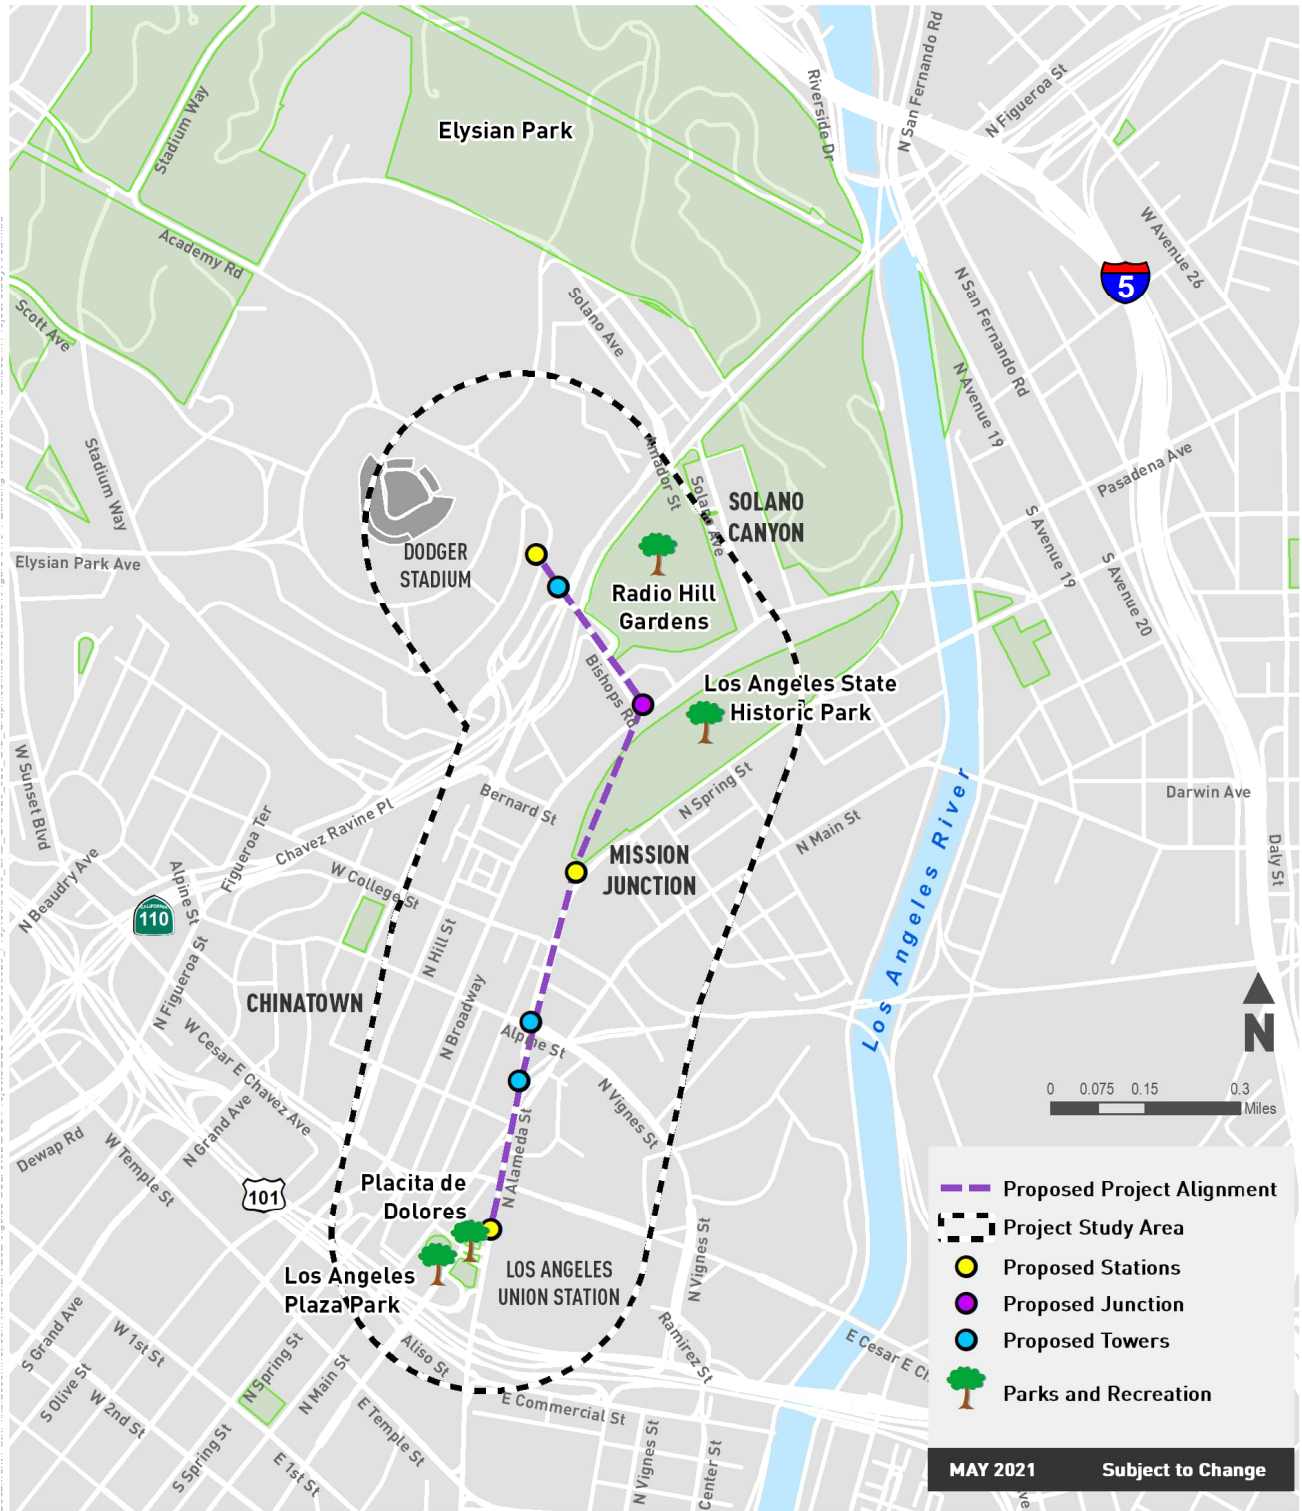 Elysian Park
Stadium Way
Riverside Dr
N San Fernando Rd
N Figueroa St
Academy Rd
W Avenue 26
5
Scott Ave
Solano Ave
N San Fernando Rd
N Avenue 19
Stadium Way
Amador St
Solano Ave
SOLANO
CANYON
Pasadena Ave
S Avenue 19
S Avenue 20
Elysian Park Ave
DODGER
STADIUM
Radio Hill
Gardens
Bishops Rd
Los Angeles State
Historic Park
W Sunset Blvd
Bernard St
N Spring St
N Main St
Darwin Ave
Los Angeles River
Daly St
Figueroa Ter
Chavez Ravine Pl
MISSION
JUNCTION
N Beaudry Ave
Alpine St
W College St
110
CALIFORNIA
N Hill St
N Figueroa St
CHINATOWN
N Broadway
Alpine St
W Cesar E Chavez Ave
N Vignes St
N
0 0.075 0.15 0.3
Miles
N Grand Ave
Dewap Rd
W Temple St
N Alameda St
101
Placita de
Dolores
Los Angeles
Plaza Park
LOS ANGELES
UNION STATION
N Vignes St
Ramirez St
E Cesar E C
S Grand Ave
W 1st St
N Spring St
Aliso St
N Main St
S Olive St
W 2nd St
E Commercial St
E Temple St
S Spring St
E 1st St
N Vignes St
Center St
Proposed Project Alignment
Project Study Area
Proposed Stations
Proposed Junction
Proposed Towers
Parks and Recreation
MAY 2021 Subject to Change
ve